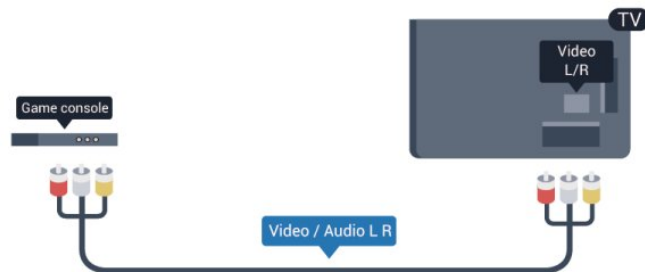 TV
Video
L/R
Game console
Video / Audio L R